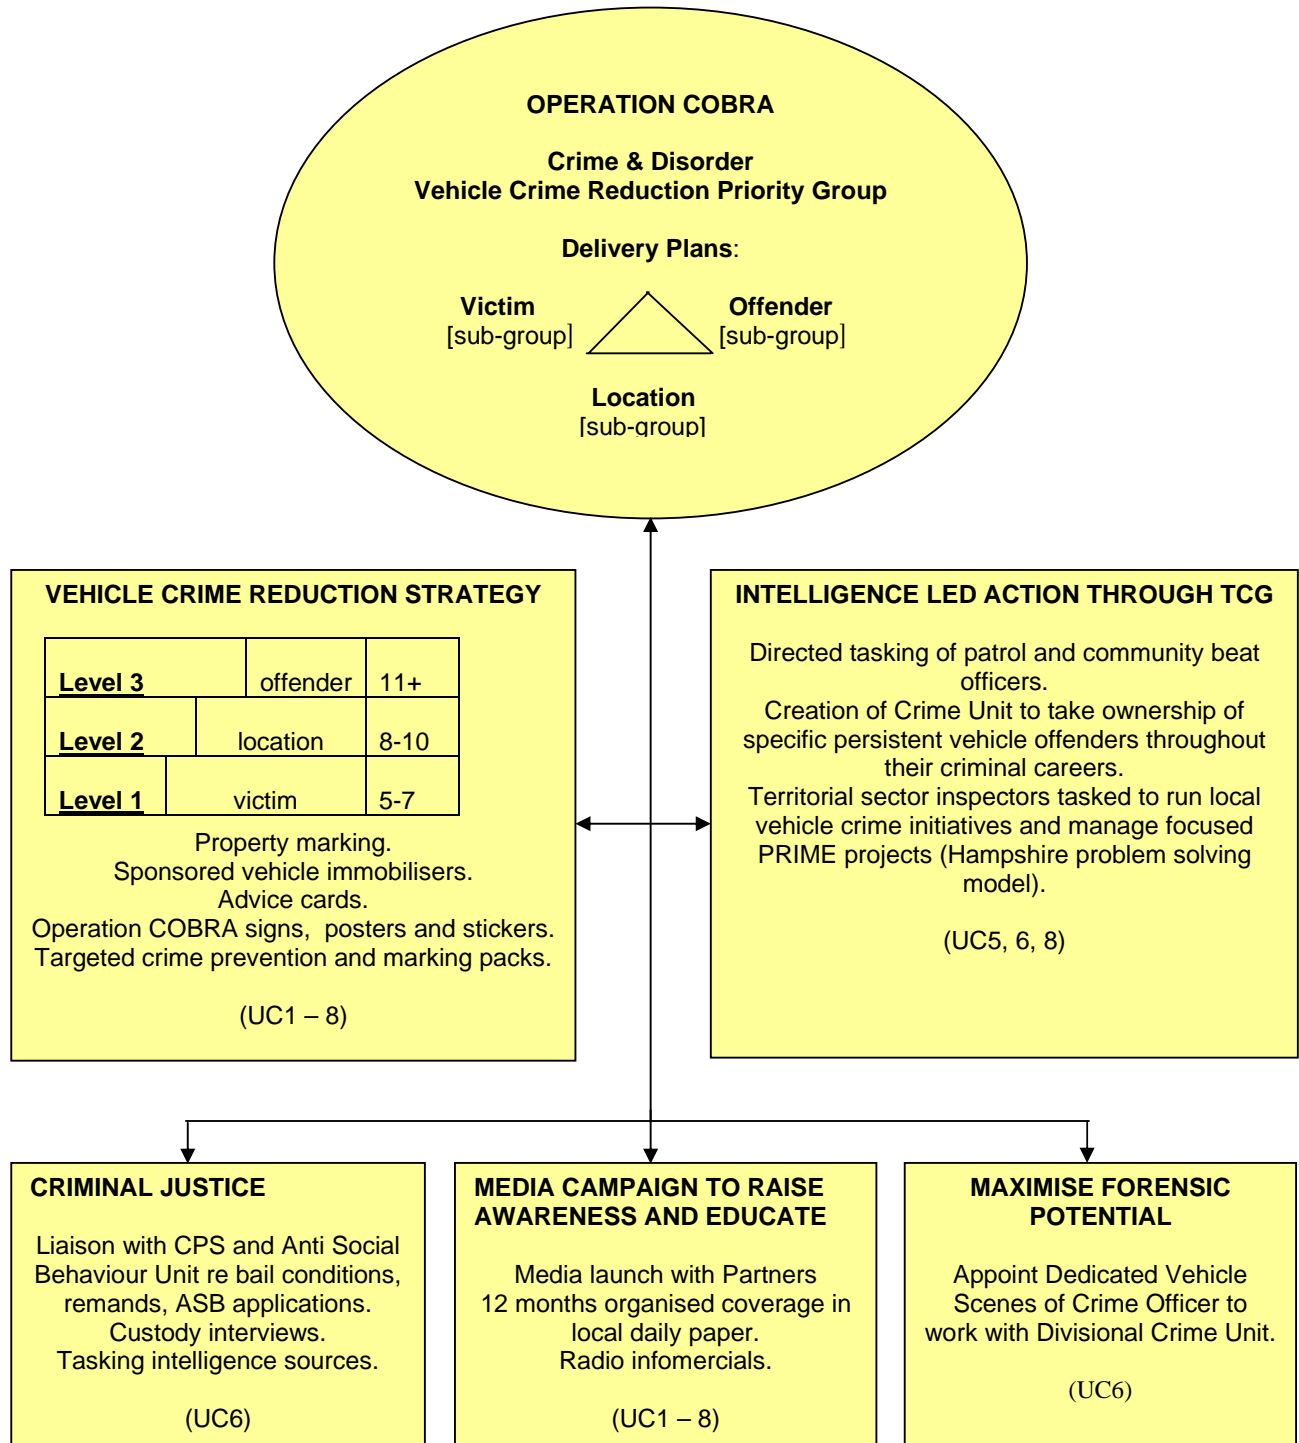 OPERATION COBRA
Crime & Disorder
Vehicle Crime Reduction Priority Group
Delivery Plans:
Victim
[sub-group]
Offender
[sub-group]
Location
[sub-group]
VEHICLE CRIME REDUCTION STRATEGY
Level 3 offender 11+
Level 2 location 8-10
Level 1 victim 5-7
Property marking.
Sponsored vehicle immobilisers.
Advice cards.
Operation COBRA signs, posters and stickers.
Targeted crime prevention and marking packs.
(UC1 – 8)
INTELLIGENCE LED ACTION THROUGH TCG
Directed tasking of patrol and community beat
officers.
Creation of Crime Unit to take ownership of
specific persistent vehicle offenders throughout
their criminal careers.
Territorial sector inspectors tasked to run local
vehicle crime initiatives and manage focused
PRIME projects (Hampshire problem solving
model).
(UC5, 6, 8)
CRIMINAL JUSTICE
Liaison with CPS and Anti Social
Behaviour Unit re bail conditions,
remands, ASB applications.
Custody interviews.
Tasking intelligence sources.
(UC6)
MEDIA CAMPAIGN TO RAISE
AWARENESS AND EDUCATE
Media launch with Partners
12 months organised coverage in
local daily paper.
Radio infomercials.
(UC1 – 8)
MAXIMISE FORENSIC
POTENTIAL
Appoint Dedicated Vehicle
Scenes of Crime Officer to
work with Divisional Crime Unit.
(UC6)